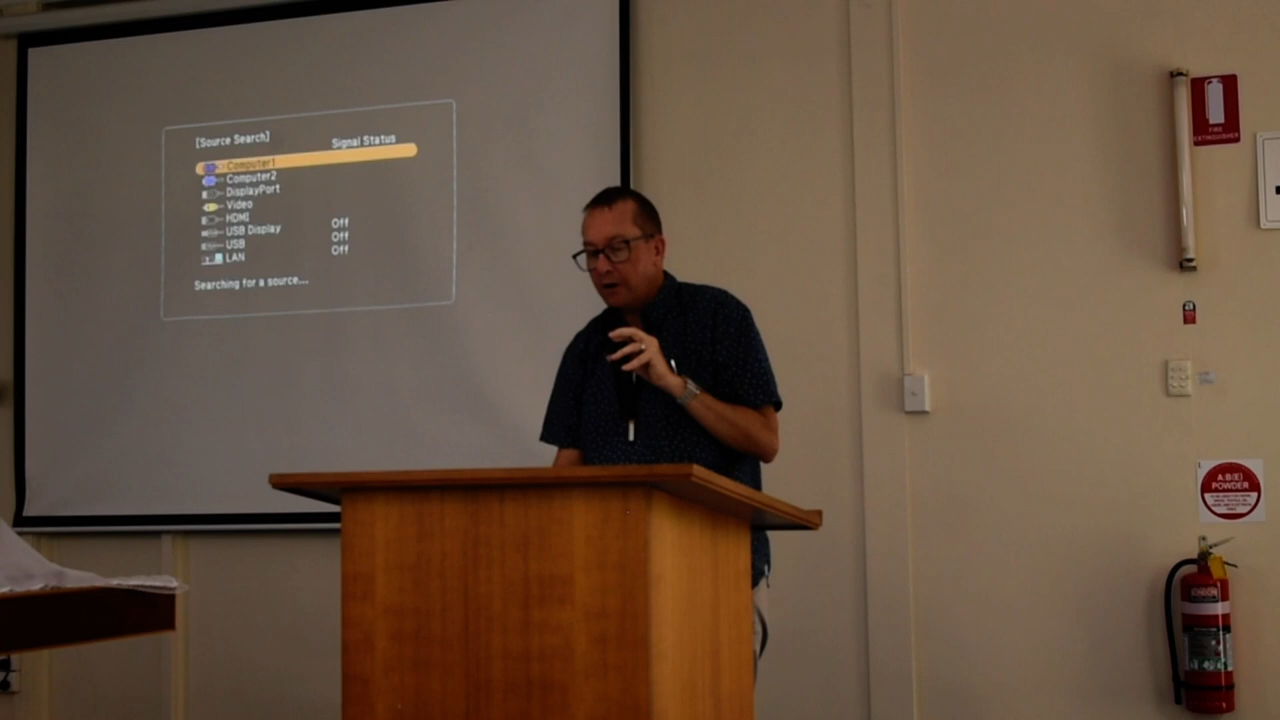 [Source Search]
Signal Status
Computer1
Computer2
DisplayPort
Video
HDMI
USB Display Off
USB Off
LAN Off
Searching for a source...
FIRE
EXTINGUISHER
A:B(E)
POWDER